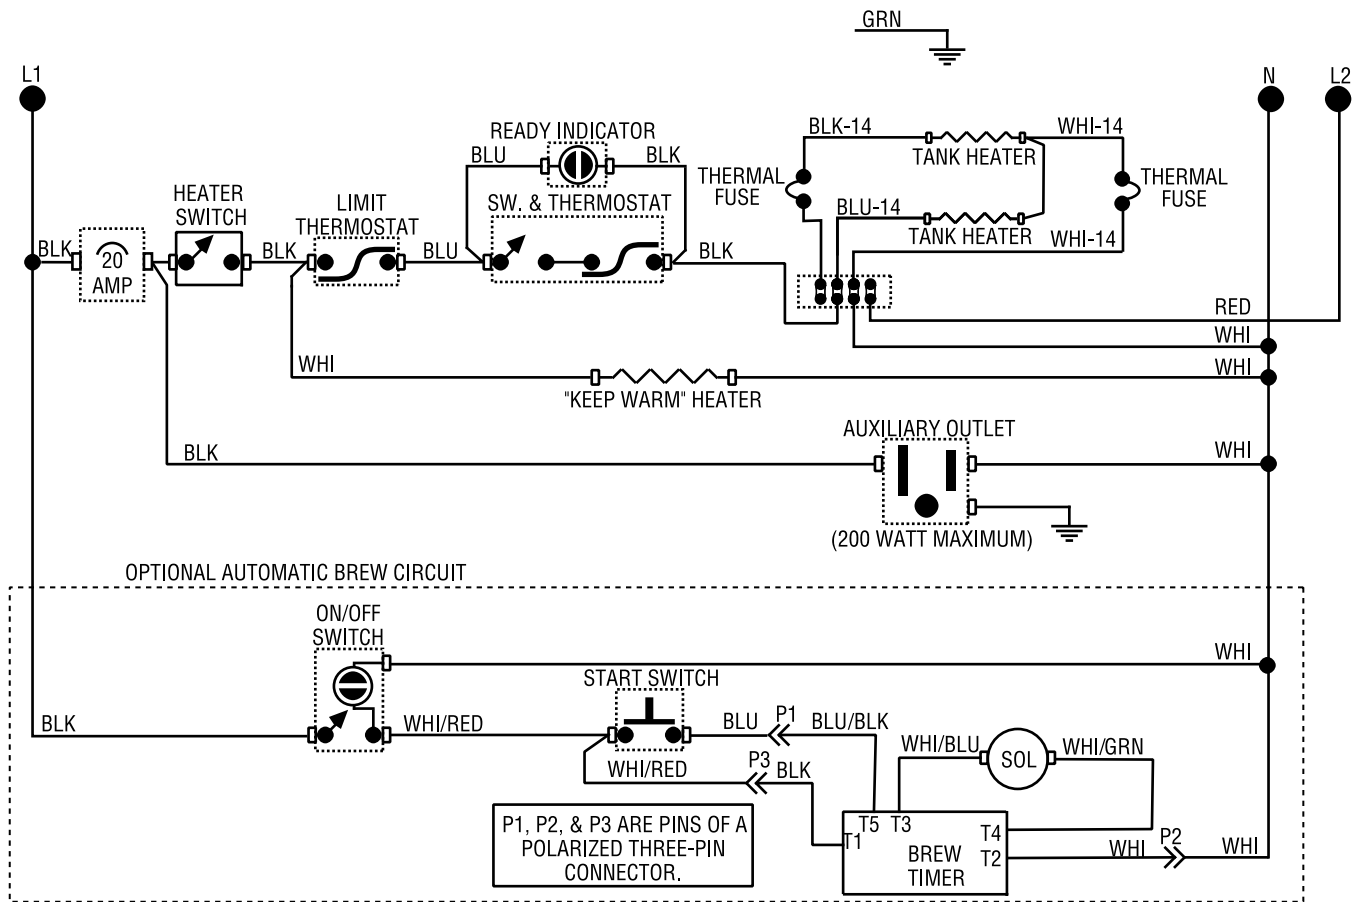 GRN
L1
N
L2
READY INDICATOR
BLU
BLK
BLK-14
WHI-14
TANK HEATER
THERMAL
FUSE
THERMAL
FUSE
HEATER
SWITCH
LIMIT
THERMOSTAT
SW. & THERMOSTAT
BLU-14
TANK HEATER
WHI-14
BLK
20
AMP
BLK
BLU
BLK
RED
WHI
WHI
WHI
"KEEP WARM" HEATER
AUXILIARY OUTLET
BLK
WHI
(200 WATT MAXIMUM)
OPTIONAL AUTOMATIC BREW CIRCUIT
ON/OFF
SWITCH
WHI
START SWITCH
BLK
WHI/RED
BLU
P1
BLU/BLK
WHI/RED
P3
BLK
WHI/BLU
SOL
WHI/GRN
P1, P2, & P3 ARE PINS OF A
POLARIZED THREE-PIN
CONNECTOR.
T5
T3
T1
T4
T2
BREW
TIMER
WHI
P2
WHI